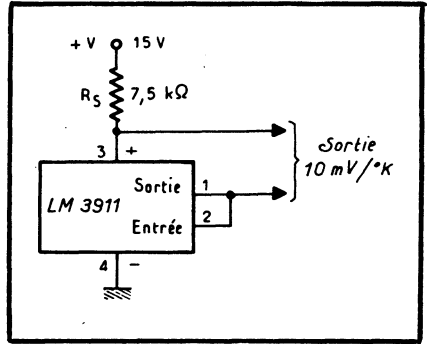 +V 15 V
RS 7,5 kΩ
3 +
Sortie
10 mV/°K
Sortie 1
LM 3911
Entrée 2
4 -